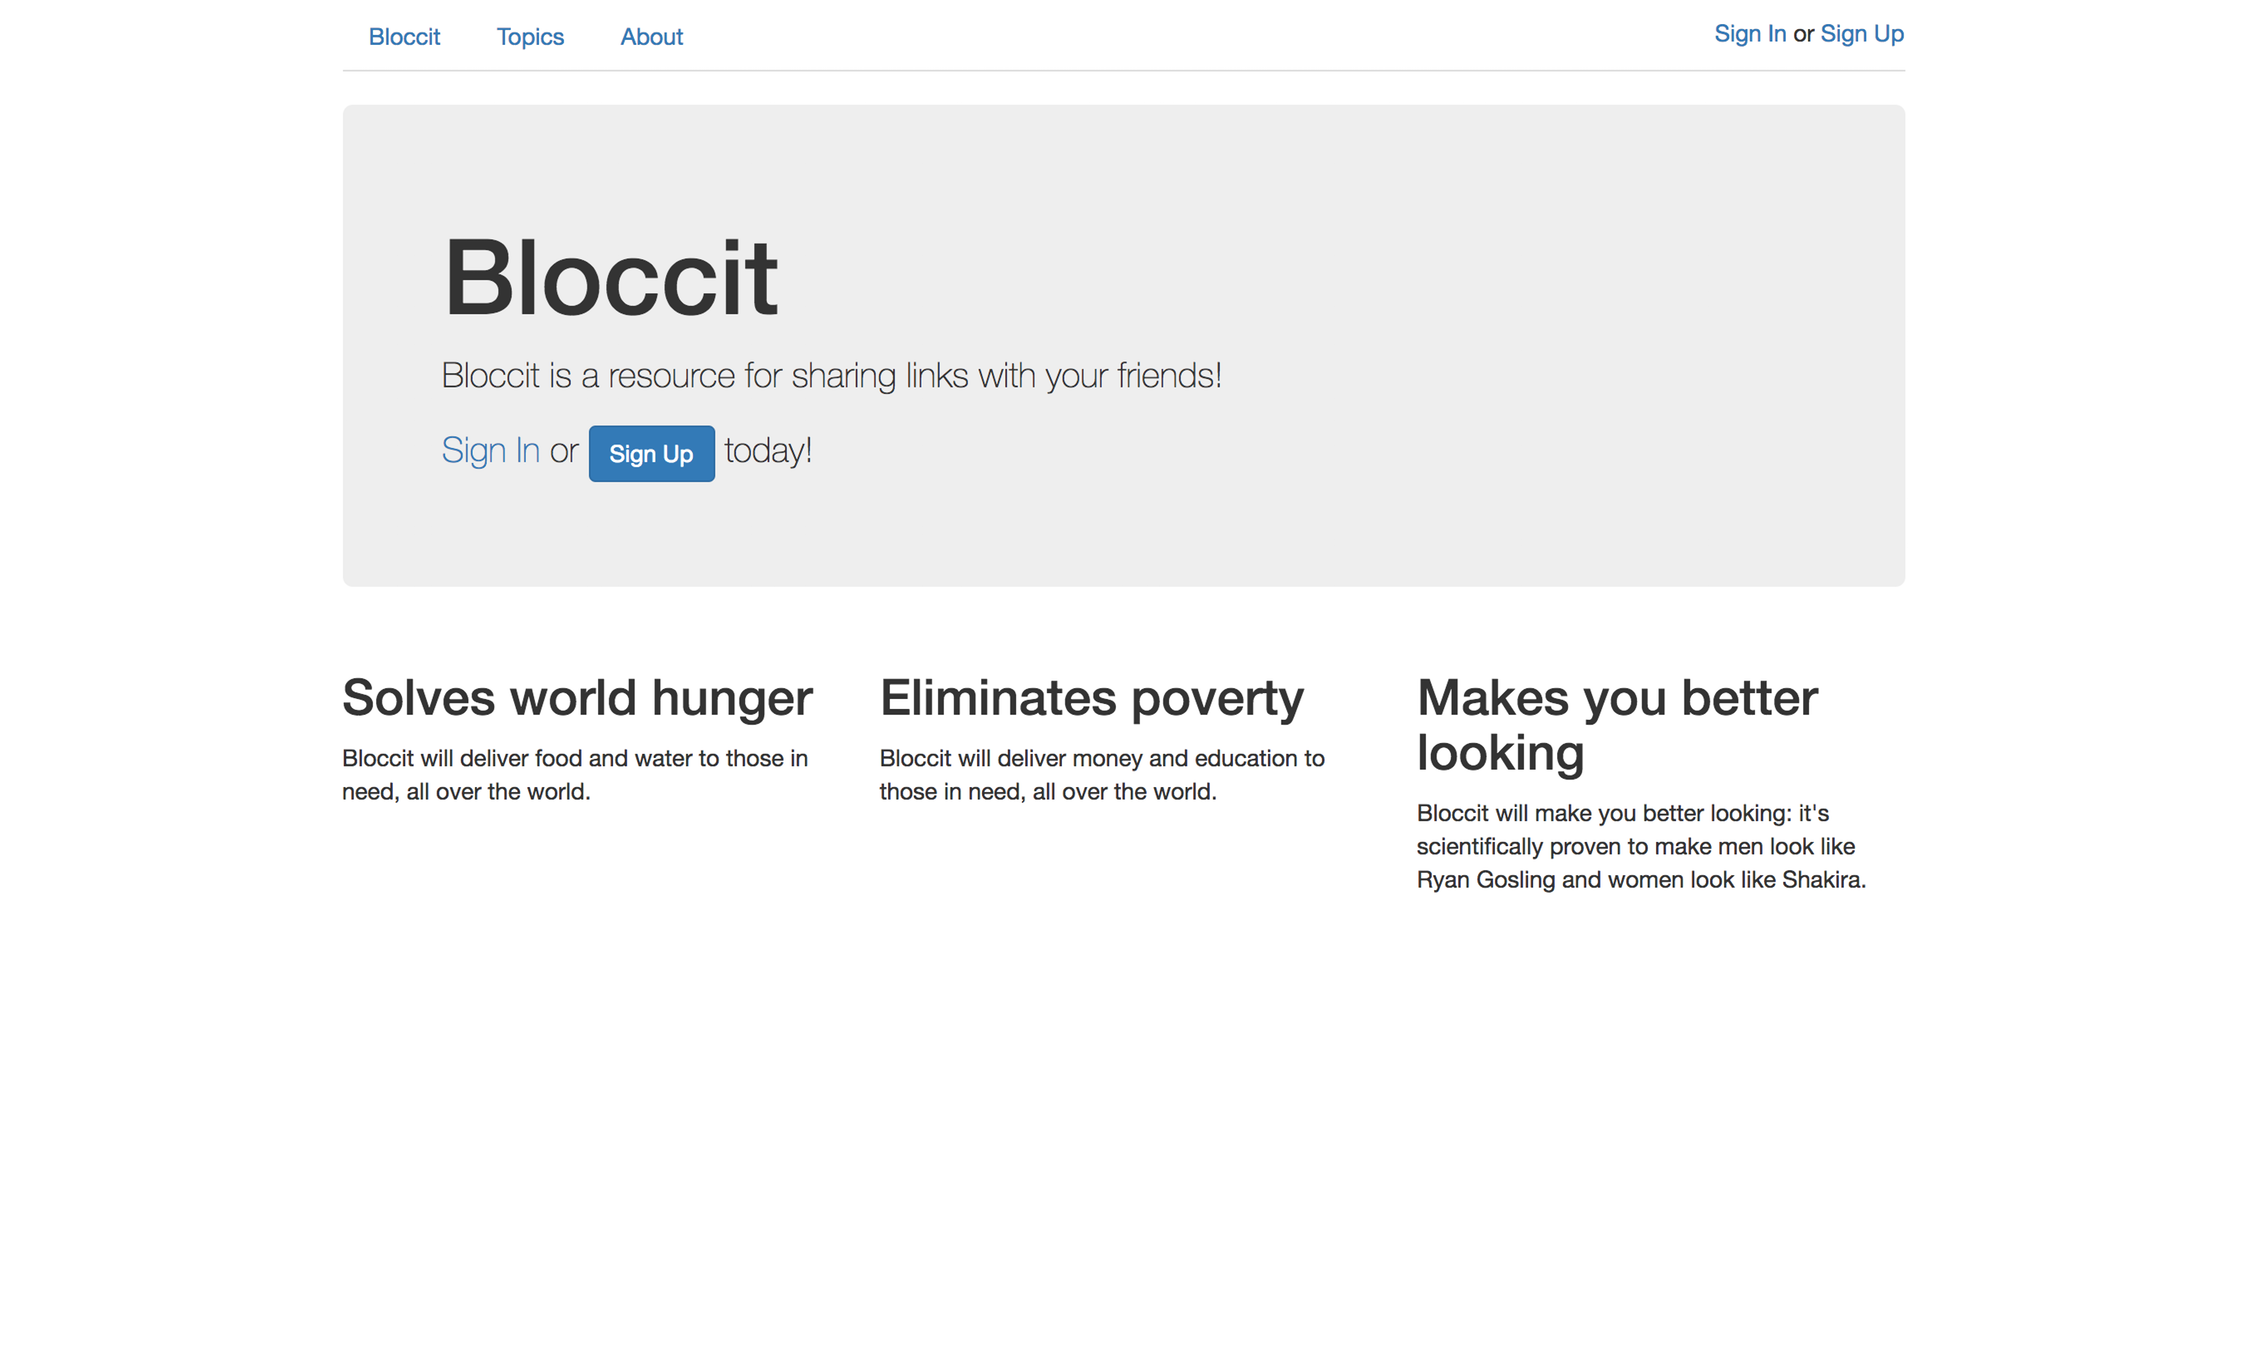 Bloccit Topics About Sign In or Sign Up
Bloccit
Bloccit is a resource for sharing links with your friends!
Sign In or Sign Up today!
Solves world hunger
Bloccit will deliver food and water to those in
need, all over the world.
Eliminates poverty
Bloccit will deliver money and education to
those in need, all over the world.
Makes you better
looking
Bloccit will make you better looking: it's
scientifically proven to make men look like
Ryan Gosling and women look like Shakira.